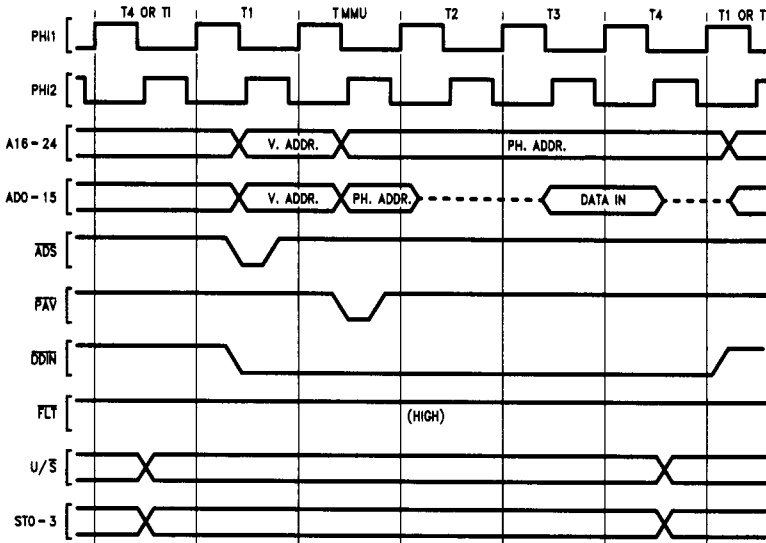 T4 OR TI T1 TMMU T2 T3 T4 T1 OR T
PHI1
PHI2
A16-24 V. ADDR. PH. ADDR.
AD0-15 V. ADDR. PH. ADDR. DATA IN
ADS
PAV
DDIN
FLT (HIGH)
U/S
ST0-3